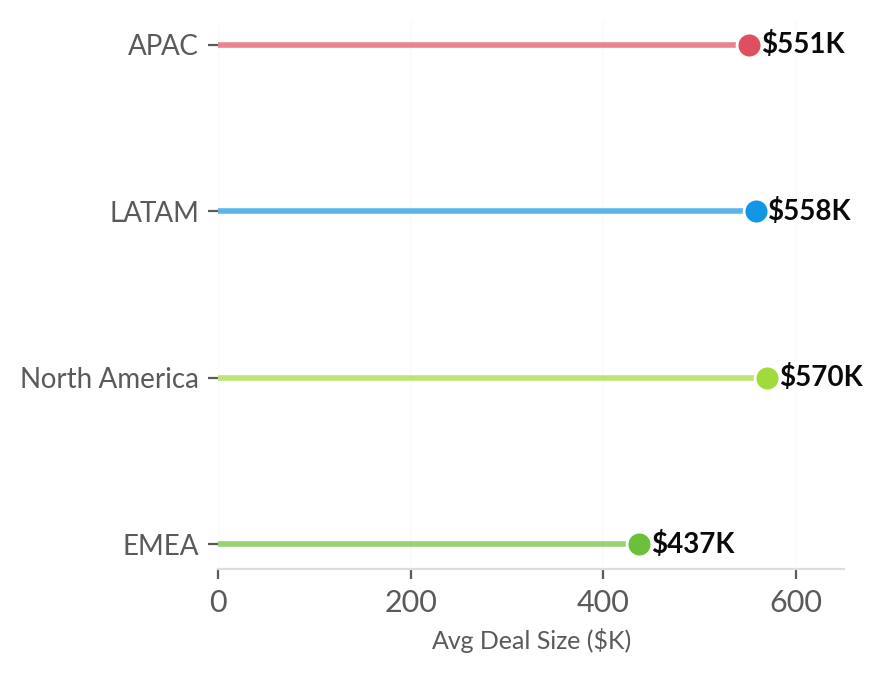 APAC $551K
LATAM $558K
North America $570K
EMEA $437K
0 200 400 600
Avg Deal Size ($K)